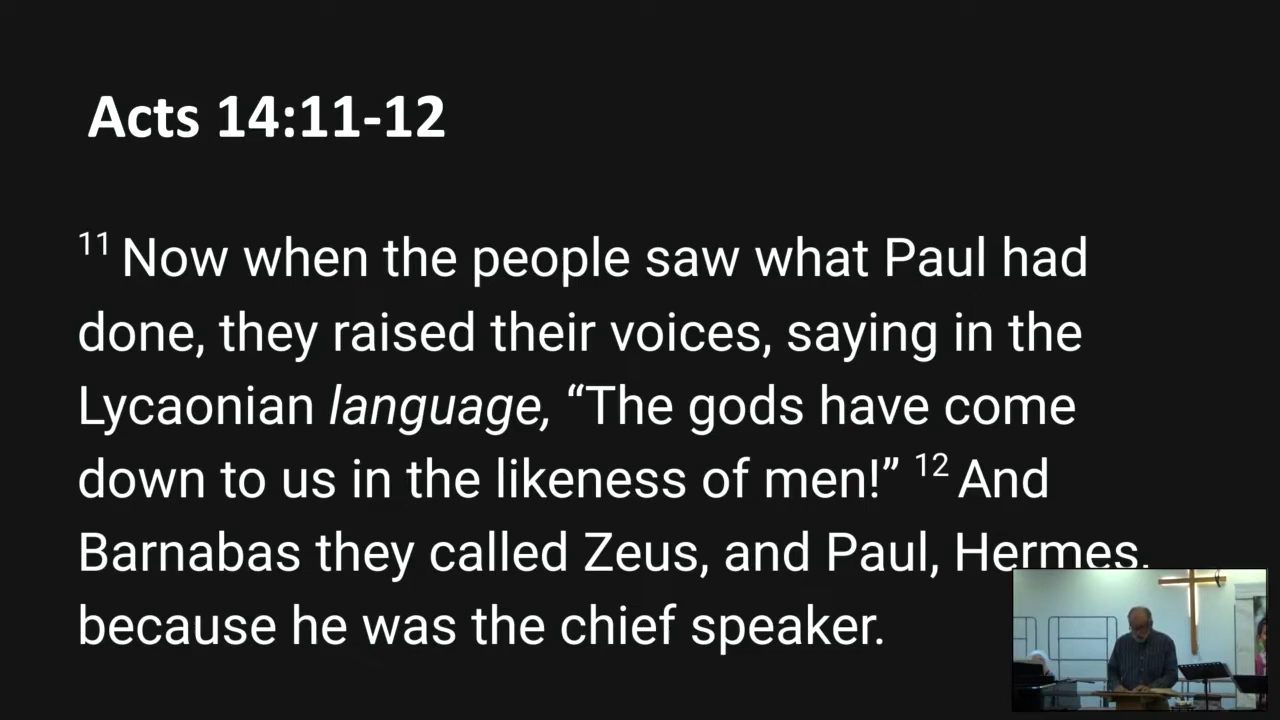 Acts 14:11-12
11 Now when the people saw what Paul had
done, they raised their voices, saying in the
Lycaonian language, “The gods have come
down to us in the likeness of men!” 12 And
Barnabas they called Zeus, and Paul, Hermes,
because he was the chief speaker.